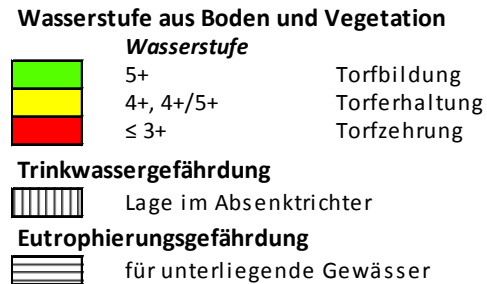 Wasserstufe aus Boden und Vegetation
Wasserstufe
5+ Torfbildung
4+, 4+/5+ Torferhaltung
≤ 3+ Torfzehrung
Trinkwassergefährdung
Lage im Absenktrichter
Eutrophierungsgefährdung
für unterliegende Gewässer